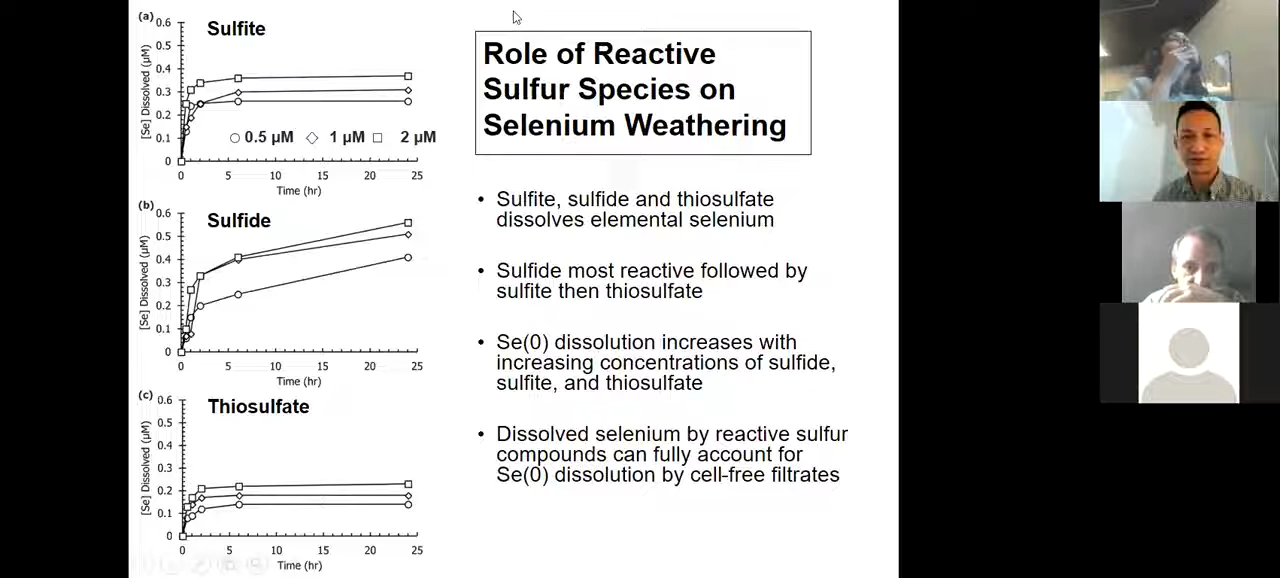 (a)
Sulfite
0.6
0.5
0.4
0.3
0.2
0.1
0
[Se] Dissolved (µM)
0.5 µM 1 µM 2 µM
0 5 10 15 20 25
Time (hr)
(b)
Sulfide
0.6
0.5
0.4
0.3
0.2
0.1
0
[Se] Dissolved (µM)
0 5 10 15 20 25
Time (hr)
(c)
Thiosulfate
0.6
0.5
0.4
0.3
0.2
0.1
0
[Se] Dissolved (µM)
0 5 10 15 20 25
Time (hr)
Role of Reactive
Sulfur Species on
Selenium Weathering
• Sulfite, sulfide and thiosulfate
dissolves elemental selenium
• Sulfide most reactive followed by
sulfite then thiosulfate
• Se(0) dissolution increases with
increasing concentrations of sulfide,
sulfite, and thiosulfate
• Dissolved selenium by reactive sulfur
compounds can fully account for
Se(0) dissolution by cell-free filtrates